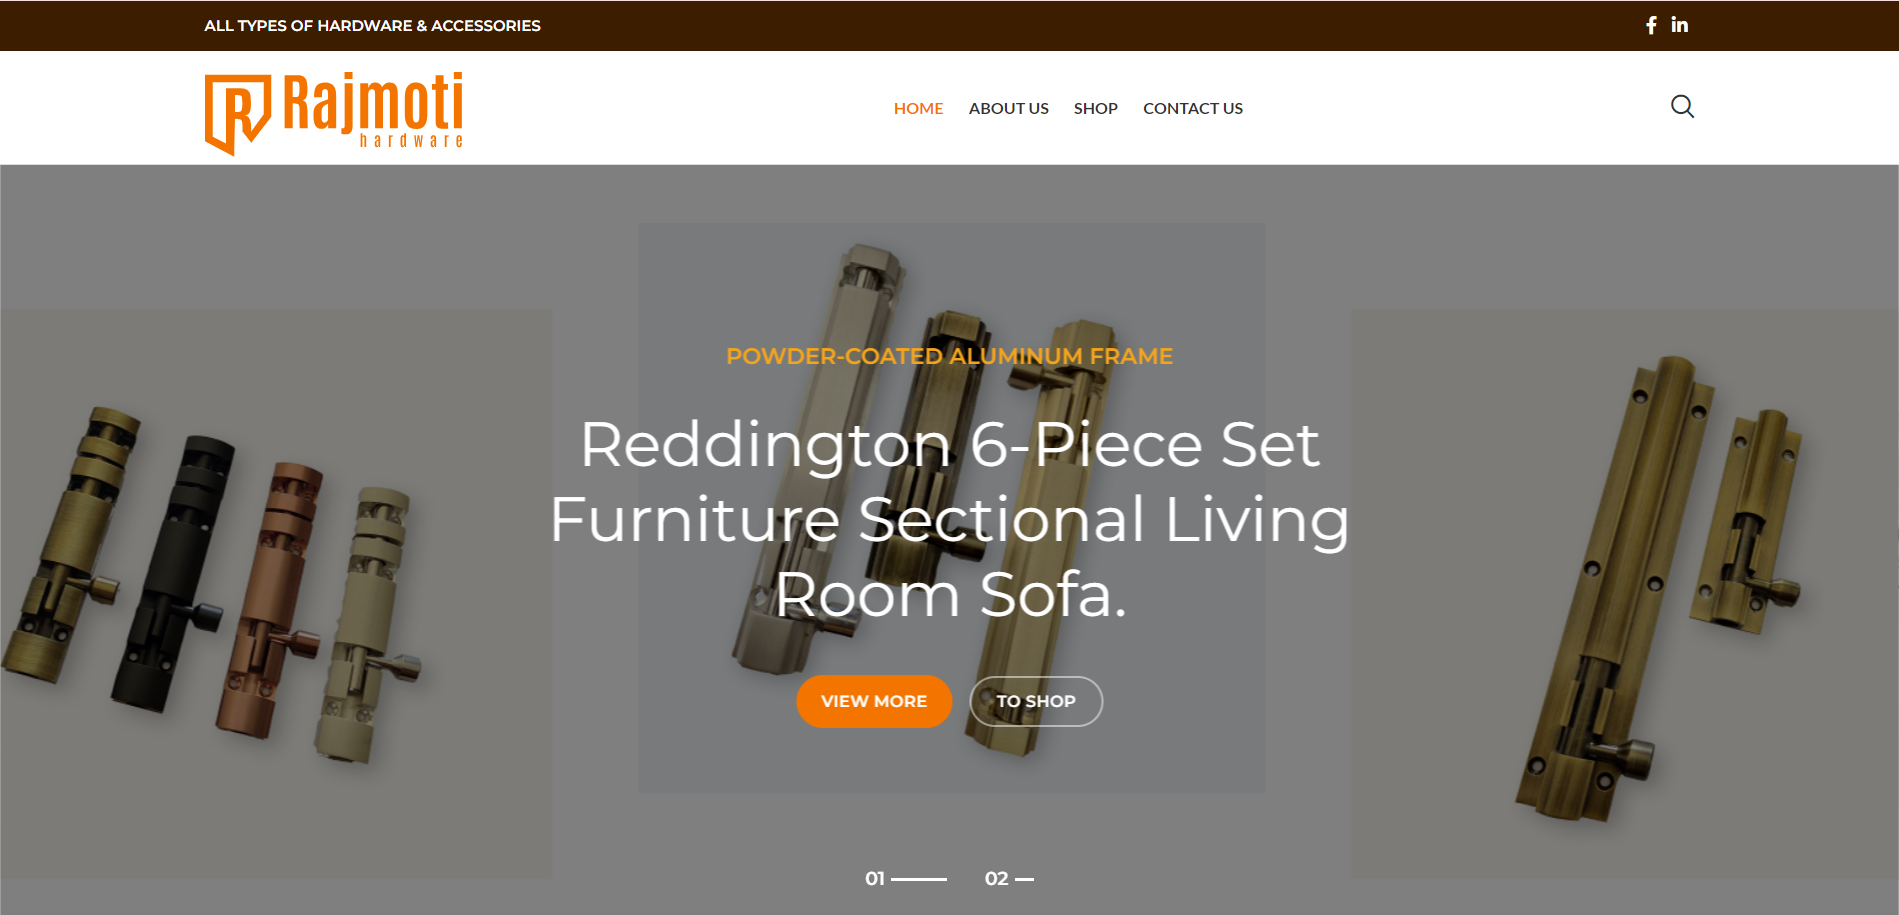 ALL TYPES OF HARDWARE & ACCESSORIES
Rajmoti
hardware
HOME ABOUT US SHOP CONTACT US
POWDER-COATED ALUMINUM FRAME
Reddington 6-Piece Set
Furniture Sectional Living
Room Sofa.
VIEW MORE TO SHOP
01 02